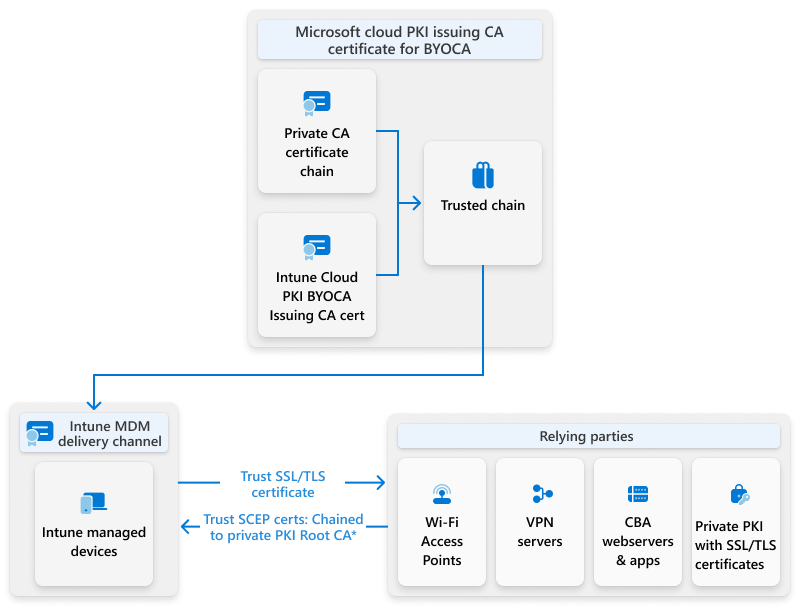 Microsoft cloud PKI issuing CA
certificate for BYOCA
Private CA
certificate
chain
Trusted chain
Intune Cloud
PKI BYOCA
Issuing CA cert
Intune MDM
delivery channel
Intune managed
devices
Trust SSL/TLS
certificate
Trust SCEP certs: Chained
to private PKI Root CA*
Relying parties
Wi-Fi
Access
Points
VPN
servers
CBA
webservers
& apps
Private PKI
with SSL/TLS
certificates